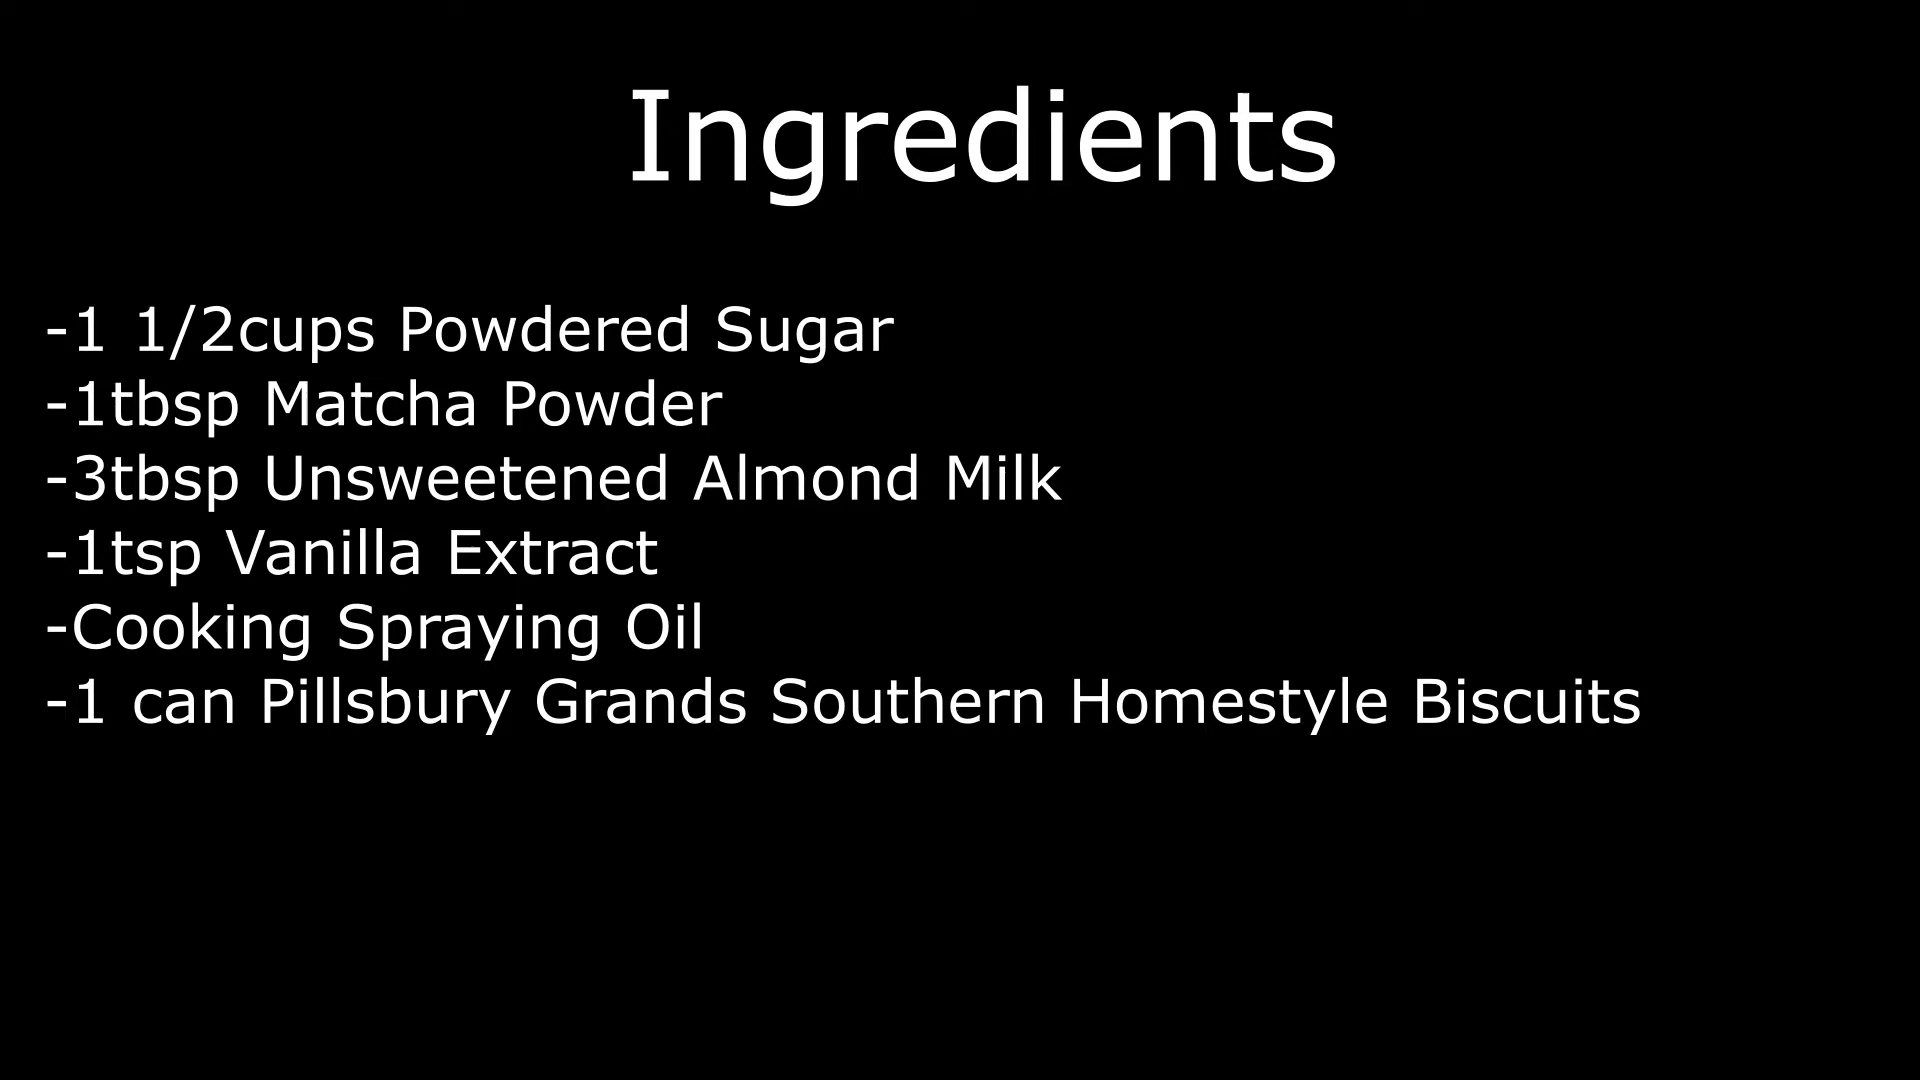 Ingredients
-1 1/2cups Powdered Sugar
-1tbsp Matcha Powder
-3tbsp Unsweetened Almond Milk
-1tsp Vanilla Extract
-Cooking Spraying Oil
-1 can Pillsbury Grands Southern Homestyle Biscuits